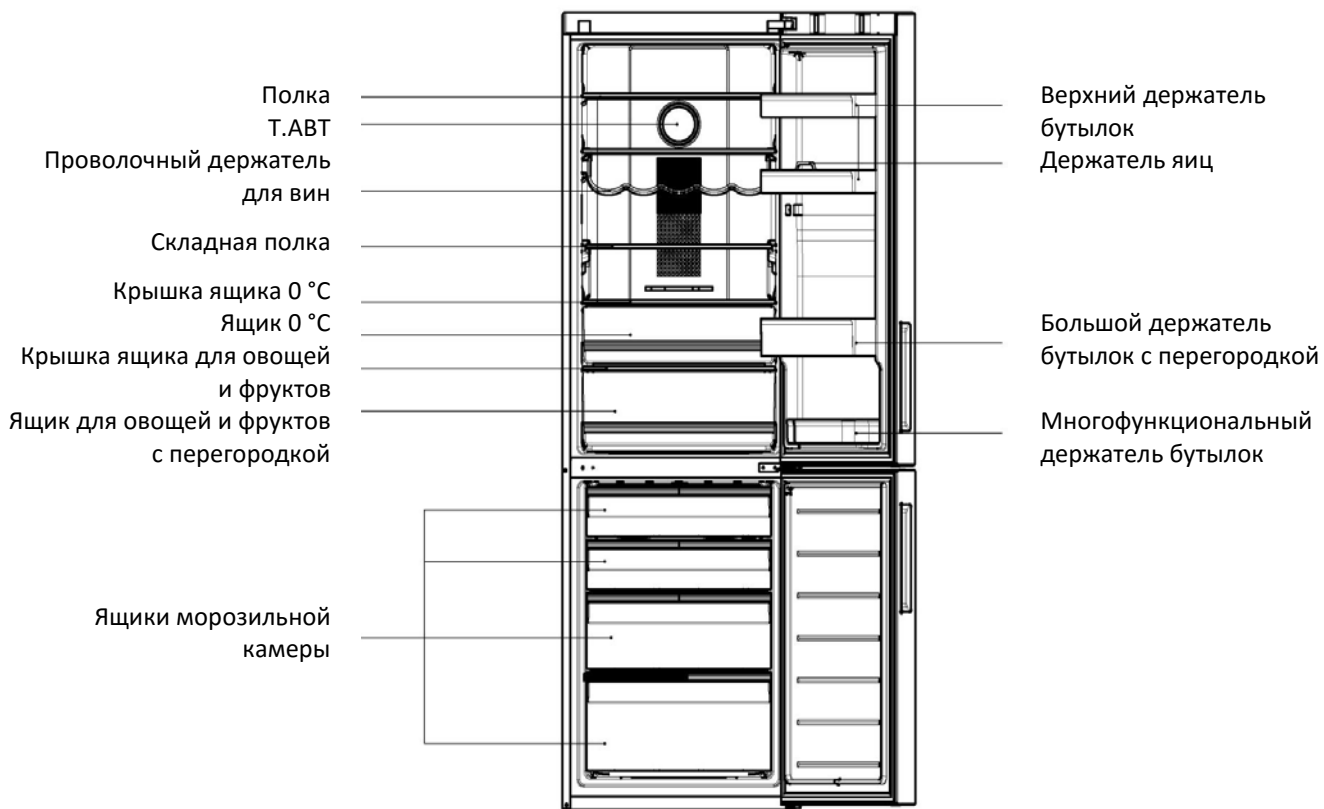 Полка
Т.АВТ
Проволочный держатель
для вин
Складная полка
Крышка ящика 0 °C
Ящик 0 °C
Крышка ящика для овощей
и фруктов
Ящик для овощей и фруктов
с перегородкой
Ящики морозильной
камеры
Верхний держатель
бутылок
Держатель яиц
Большой держатель
бутылок с перегородкой
Многофункциональный
держатель бутылок